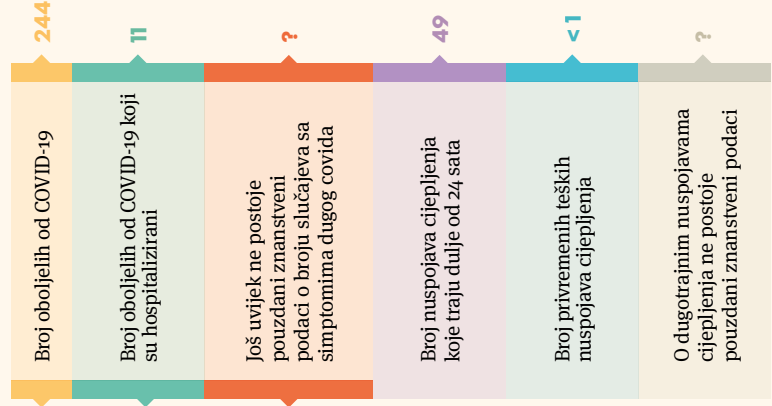 Broj oboljelih od COVID-19
244
Broj oboljelih od COVID-19 koji
su hospitalizirani
11
Još uvijek ne postoje
pouzdani znanstveni
podaci o broju slučajeva sa
simptomima dugog covida
?
Broj nuspojava cijepljenja
koje traju dulje od 24 sata
49
Broj privremenih teških
nuspojava cijepljenja
<1
O dugotrajnim nuspojavama
cijepljenja ne postoje
pouzdani znanstveni podaci
?